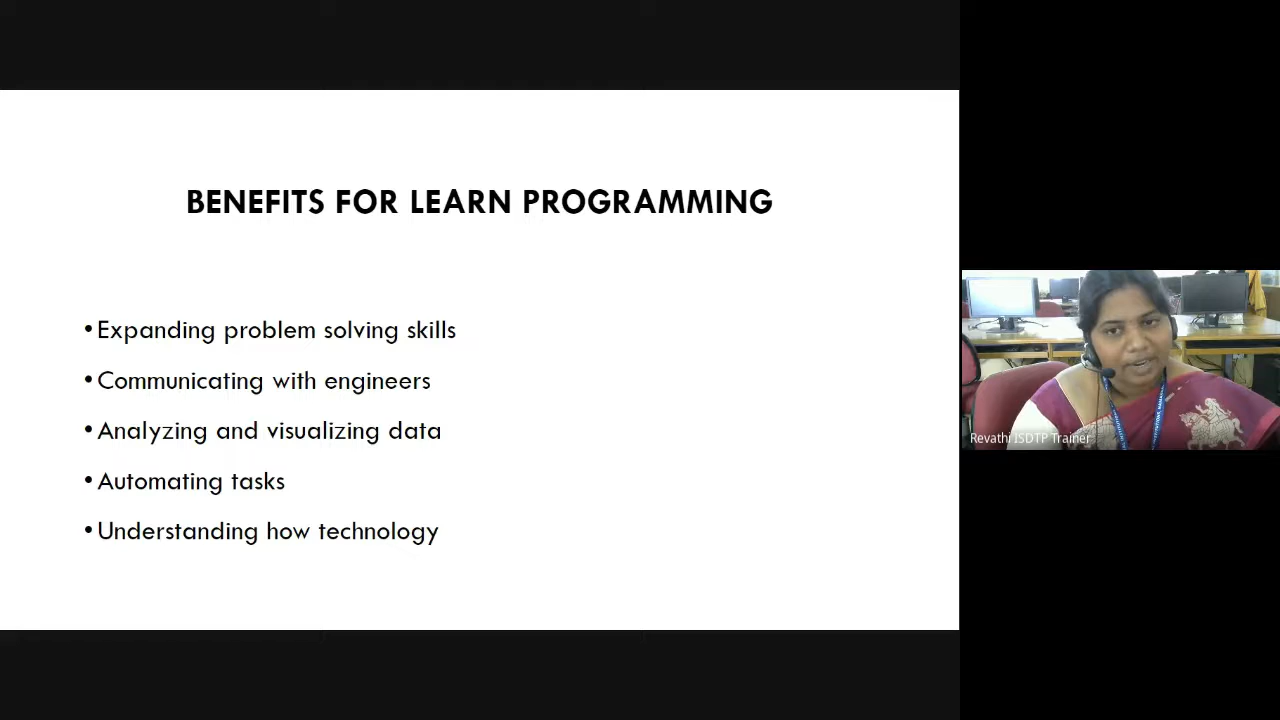 BENEFITS FOR LEARN PROGRAMMING
•Expanding problem solving skills
•Communicating with engineers
•Analyzing and visualizing data
•Automating tasks
•Understanding how technology
Revathi ISDTP Trainer